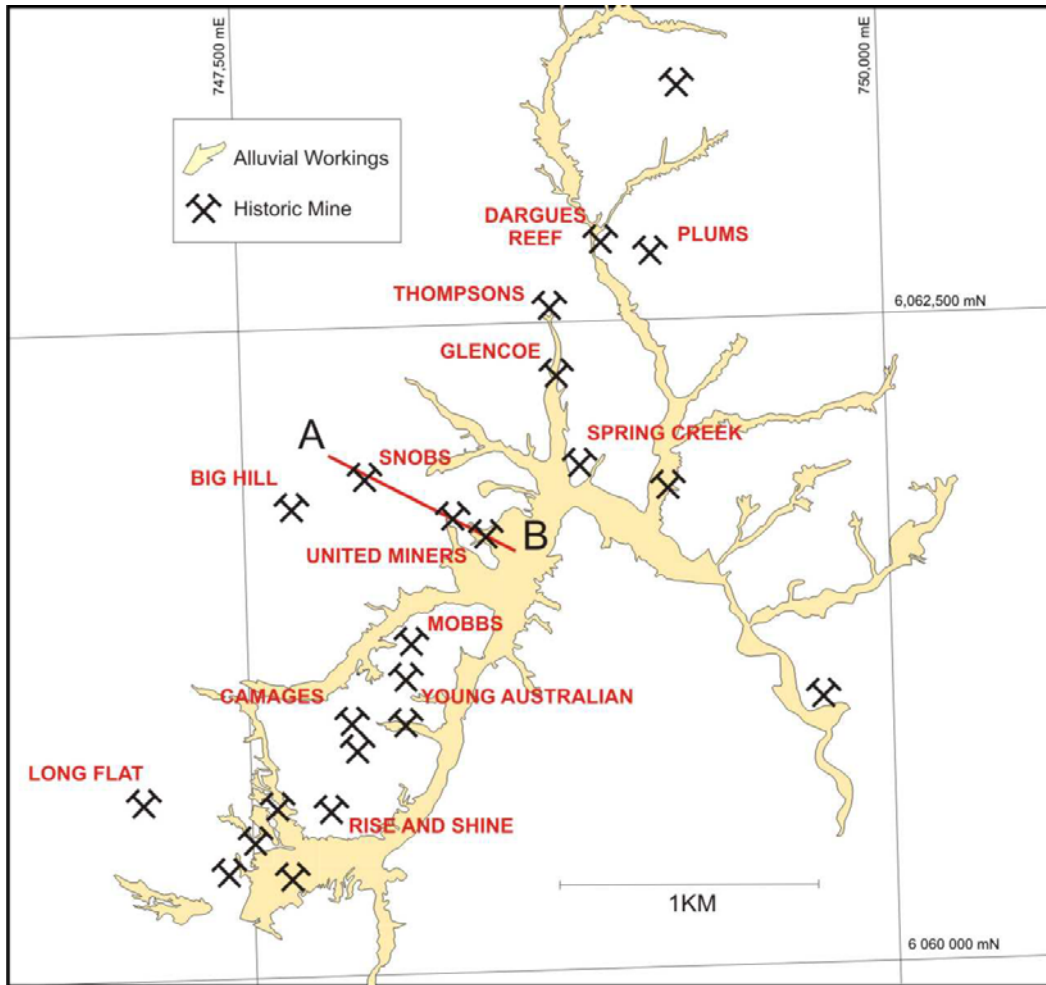 747,500 mE
750,000 mE
Alluvial Workings
Historic Mine
DARGUES
REEF
PLUMS
THOMPSONS
6,062,500 mN
GLENCOE
A
SNOBS
SPRING CREEK
BIG HILL
B
UNITED MINERS
MOBBS
CAMAGES
YOUNG AUSTRALIAN
LONG FLAT
RISE AND SHINE
1KM
6 060 000 mN